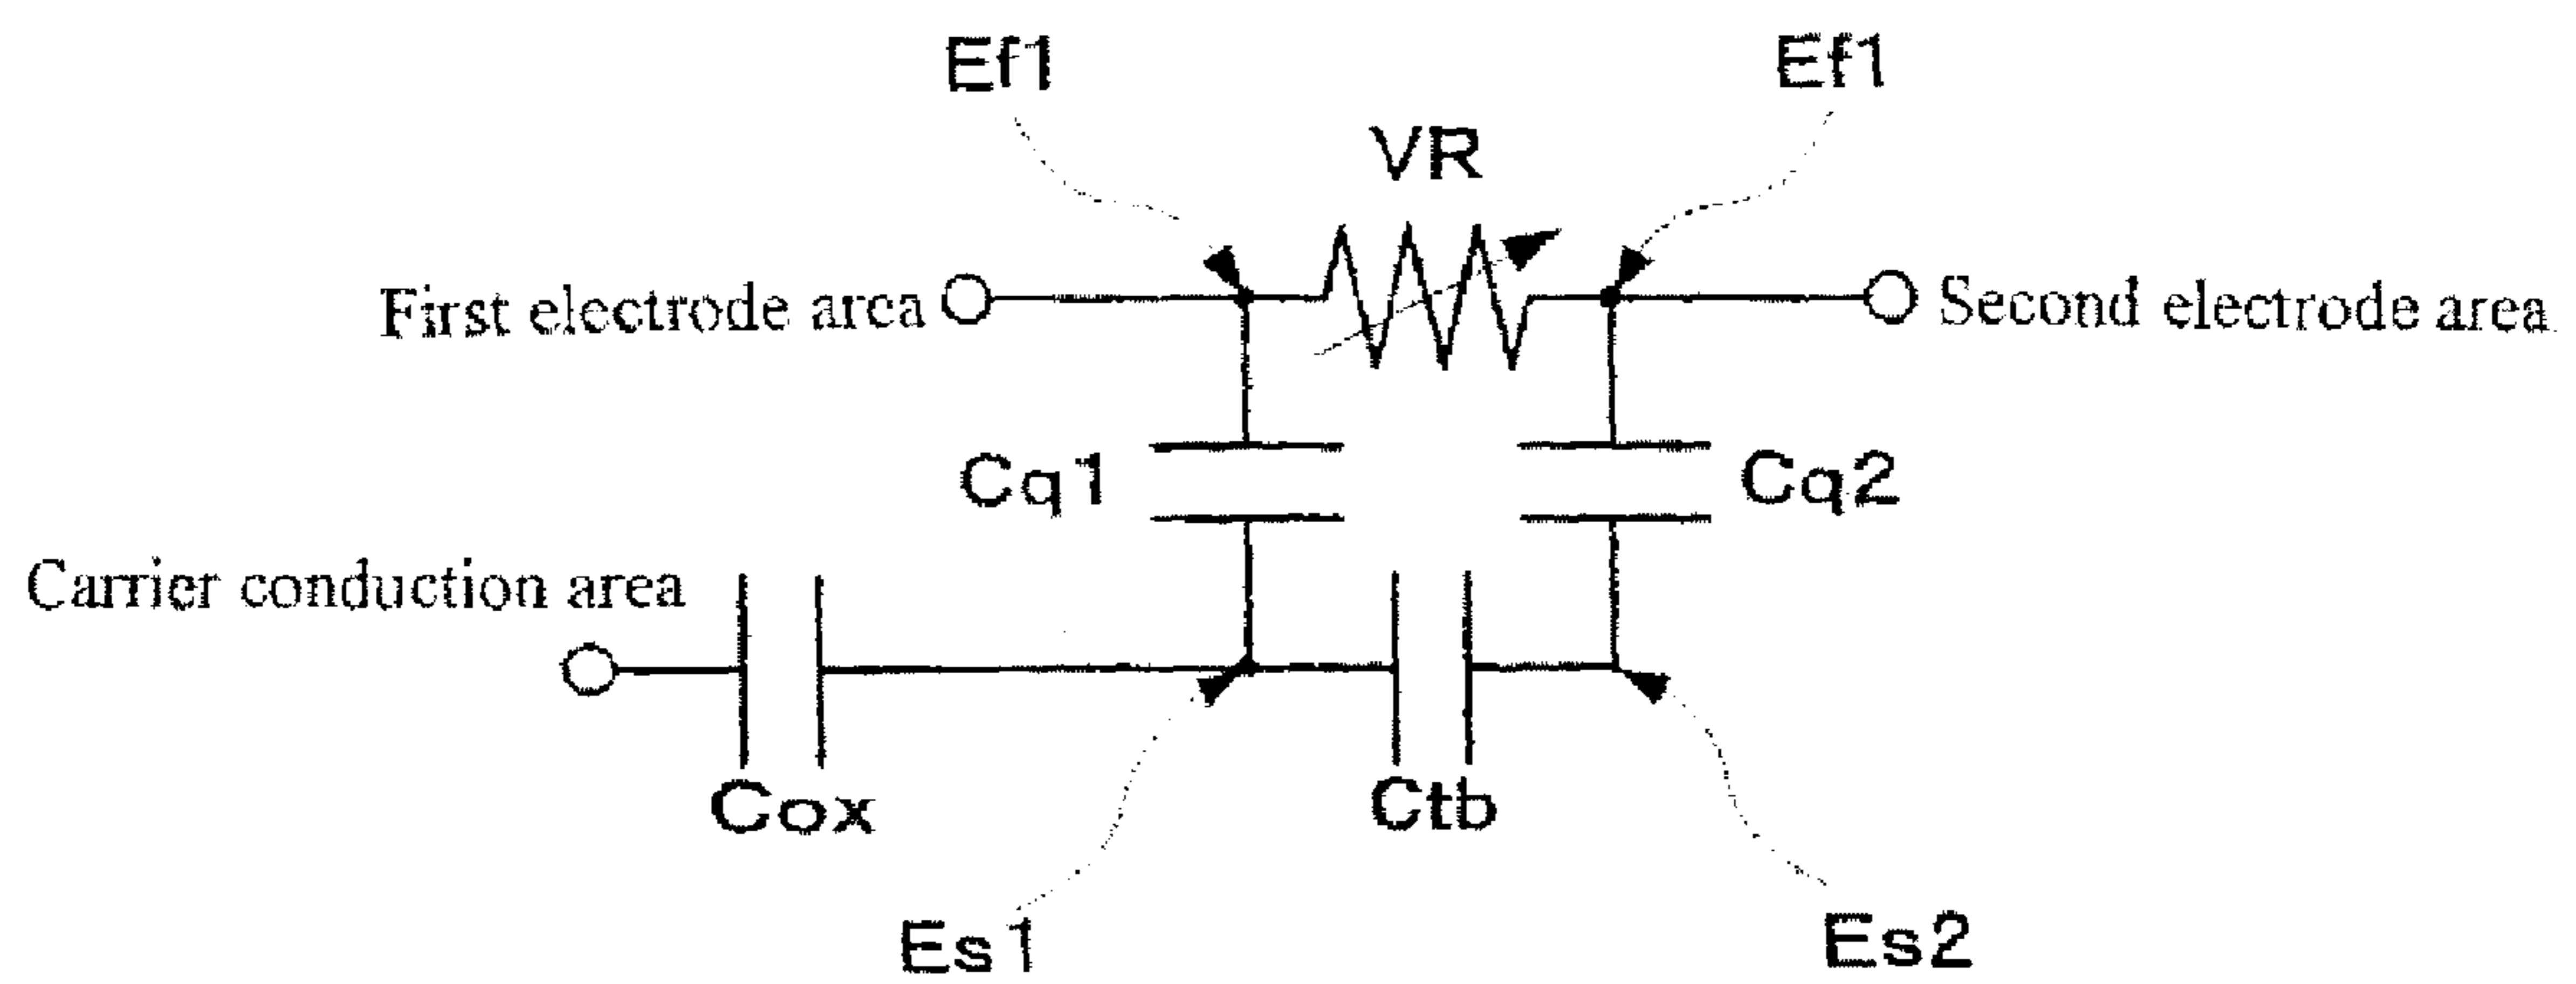 Ef1
Ef1
VR
First electrode area
Second electrode area
Cq1
Cq2
Carrier conduction area
Cox
Ctb
Es1
Es2